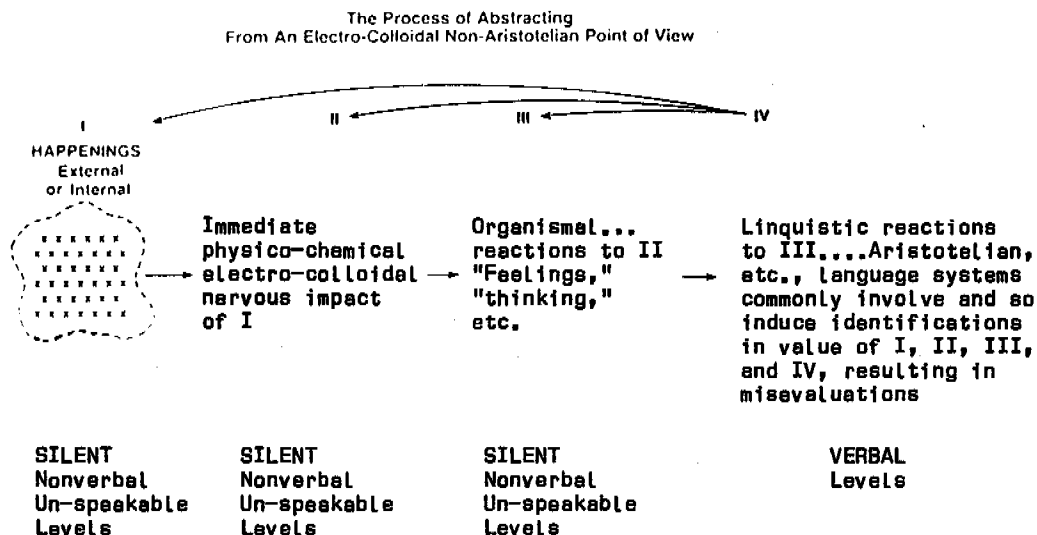 The Process of Abstracting
From An Electro-Colloidal Non-Aristotelian Point of View
I
II
III
IV
HAPPENINGS
External
or Internal
x x x x x x
x x x x x x
x x x x x x
x x x x x x
x x x x x x
x x x x x x
Immediate
physico-chemical
electro-colloidal
nervous impact
of I
Organismal...
reactions to II
"Feelings,"
"thinking,"
etc.
Linquistic reactions
to III....Aristotelian,
etc., language systems
commonly involve and so
induce identifications
in value of I, II, III,
and IV, resulting in
misevaluations
SILENT
Nonverbal
Un-speakable
Levels
SILENT
Nonverbal
Un-speakable
Levels
SILENT
Nonverbal
Un-speakable
Levels
VERBAL
Levels